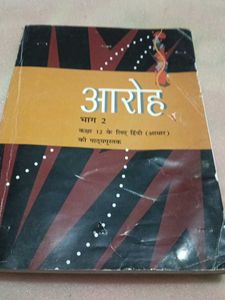 आरोह
भाग 2
कक्षा 12 के लिए हिंदी (आधार)
की पाठ्यपुस्तक